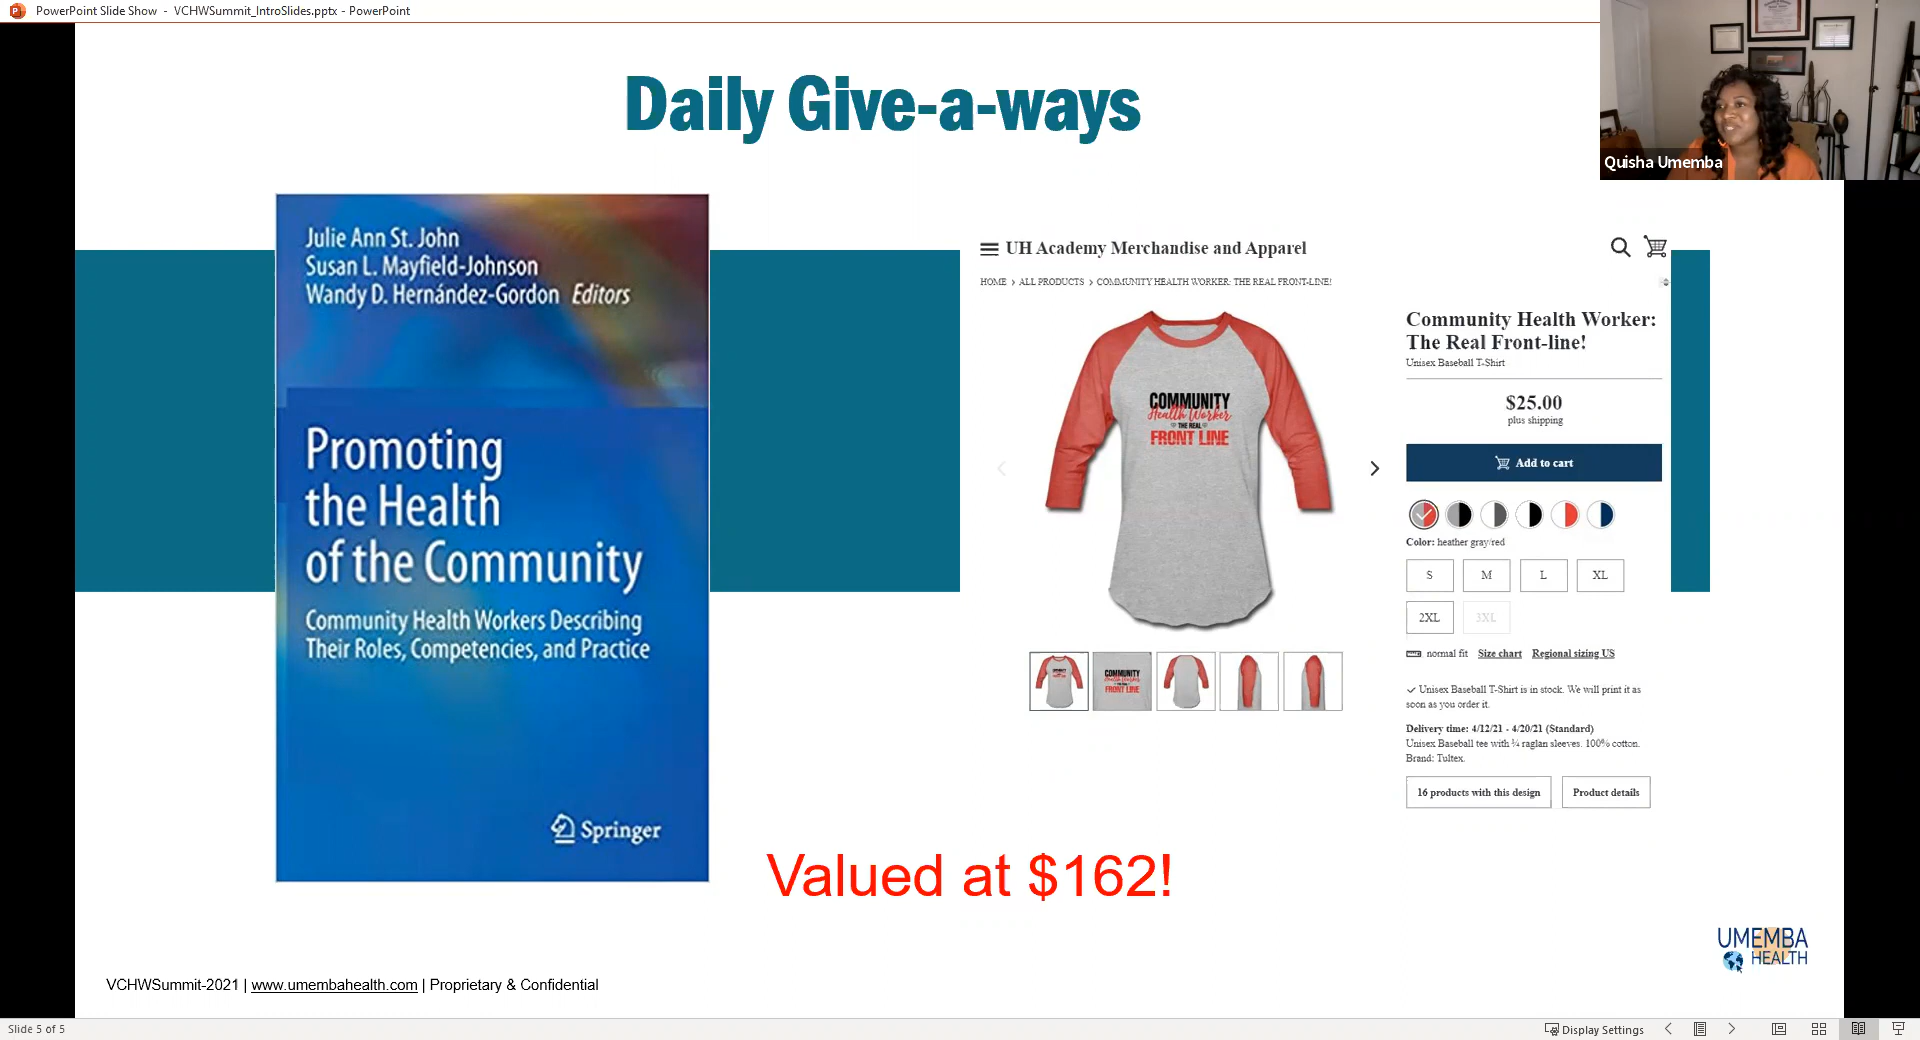 PowerPoint Slide Show - VCHWSummit_IntroSlides.pptx - PowerPoint
Quisha Umemba
Daily Give-a-ways
Julie Ann St. John
Susan L. Mayfield-Johnson
Wandy D. Hernández-Gordon Editors
Promoting
the Health
of the Community
Community Health Workers Describing
Their Roles, Competencies, and Practice
Springer
UH Academy Merchandise and Apparel
HOME › ALL PRODUCTS › COMMUNITY HEALTH WORKER: THE REAL FRONT-LINE!
COMMUNITY
Health Worker
THE REAL
FRONT LINE
COMMUNITY
Health Worker
THE REAL
FRONT LINE
Community Health Worker:
The Real Front-line!
Unisex Baseball T-Shirt
$25.00
plus shipping
Add to cart
Color: heather gray/red
S M L XL
2XL 3XL
normal fit Size chart Regional sizing US
✓ Unisex Baseball T-Shirt is in stock. We will print it as
soon as you order it.
Delivery time: 4/12/21 - 4/20/21 (Standard)
Unisex Baseball tee with ¾ raglan sleeves. 100% cotton.
Brand: Tultex.
16 products with this design Product details
Valued at $162!
UMEMBA
HEALTH
VCHWSummit-2021 | www.umembahealth.com | Proprietary & Confidential
Slide 5 of 5
Display Settings